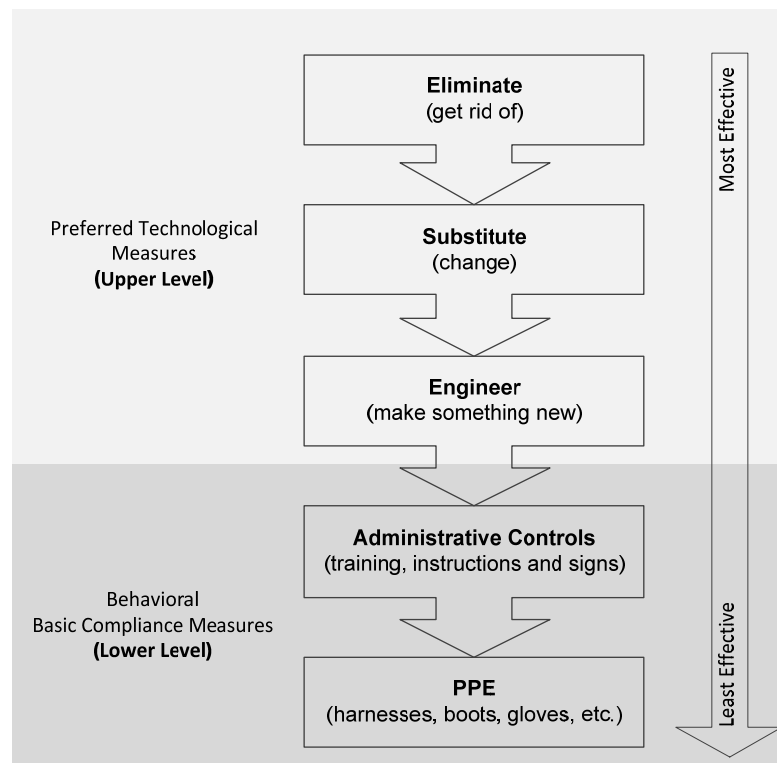 Eliminate
(get rid of)
Most Effective
Preferred Technological
Measures
(Upper Level)
Substitute
(change)
Engineer
(make something new)
Administrative Controls
(training, instructions and signs)
Behavioral
Basic Compliance Measures
(Lower Level)
PPE
(harnesses, boots, gloves, etc.)
Least Effective